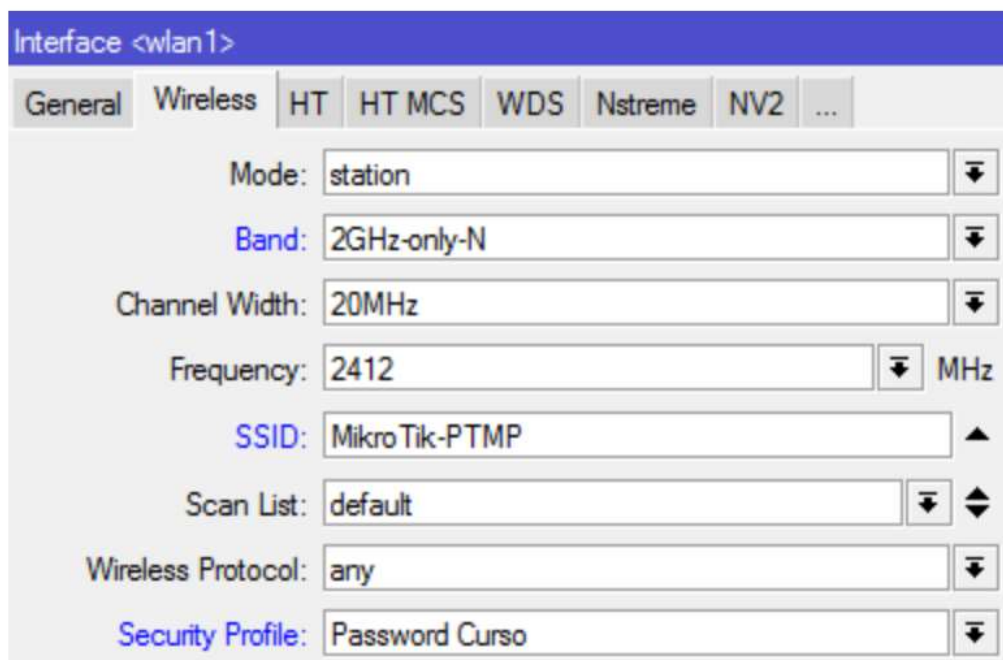 Interface <wlan1>
General Wireless HT HT MCS WDS Nstreme NV2 ...
Mode: station
Band: 2GHz-only-N
Channel Width: 20MHz
Frequency: 2412 MHz
SSID: MikroTik-PTMP
Scan List: default
Wireless Protocol: any
Security Profile: Password Curso